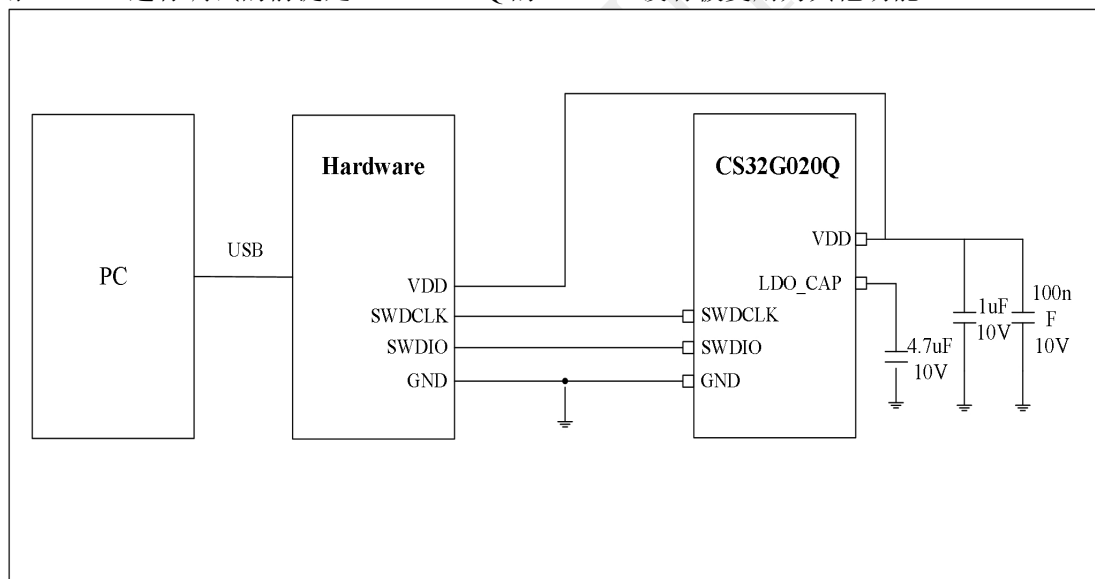 Hardware
CS32G020Q
PC
USB
VDD
SWDCLK
SWDIO
GND
VDD
LDO_CAP
SWDCLK
SWDIO
GND
4.7uF
10V
1uF
10V
100n
F
10V